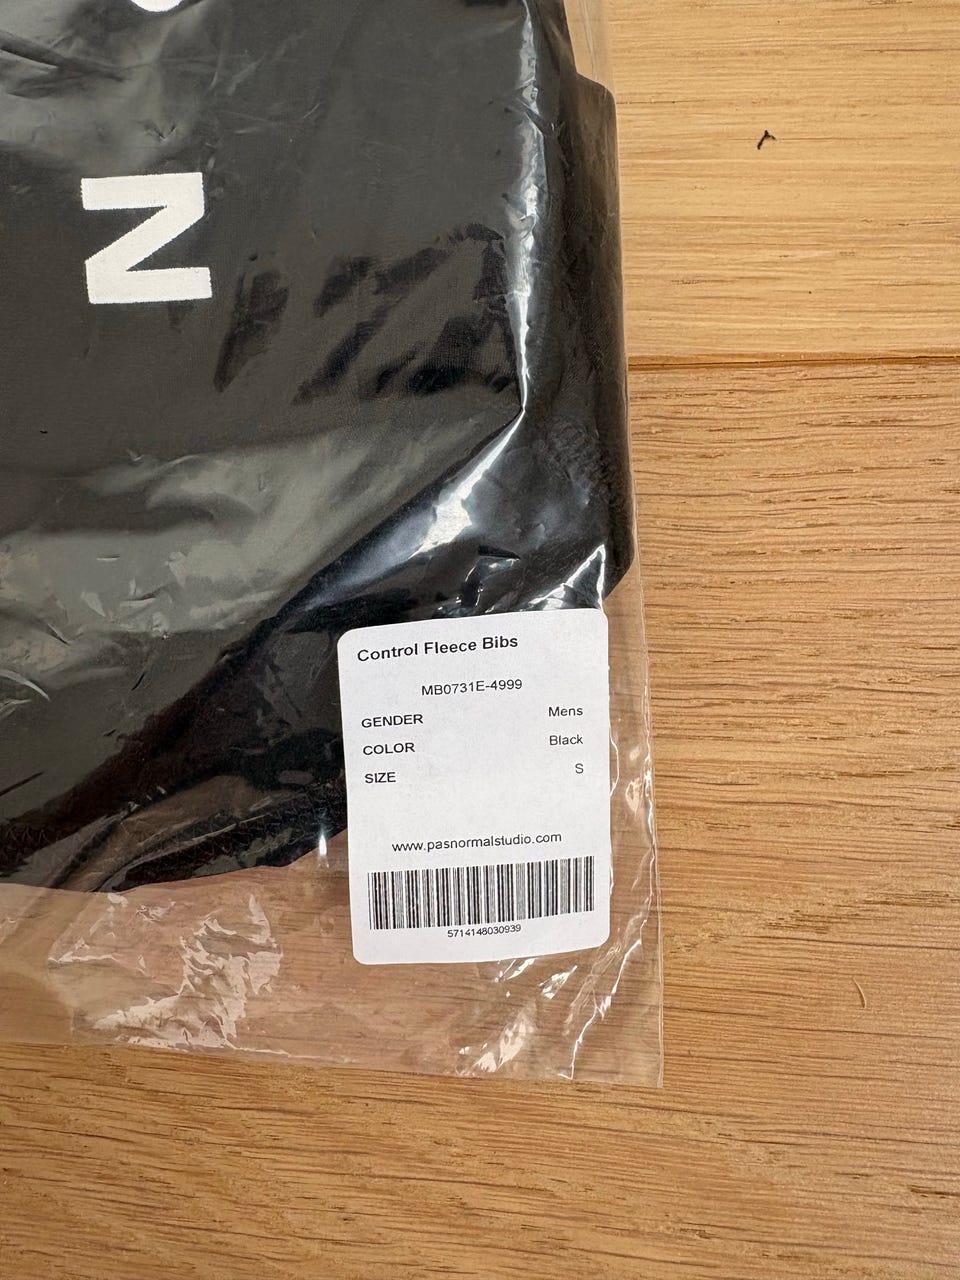 N
Control Fleece Bibs
MB0731E-4999
GENDER Mens
COLOR Black
SIZE S
www.pasnormalstudio.com
5714148030939